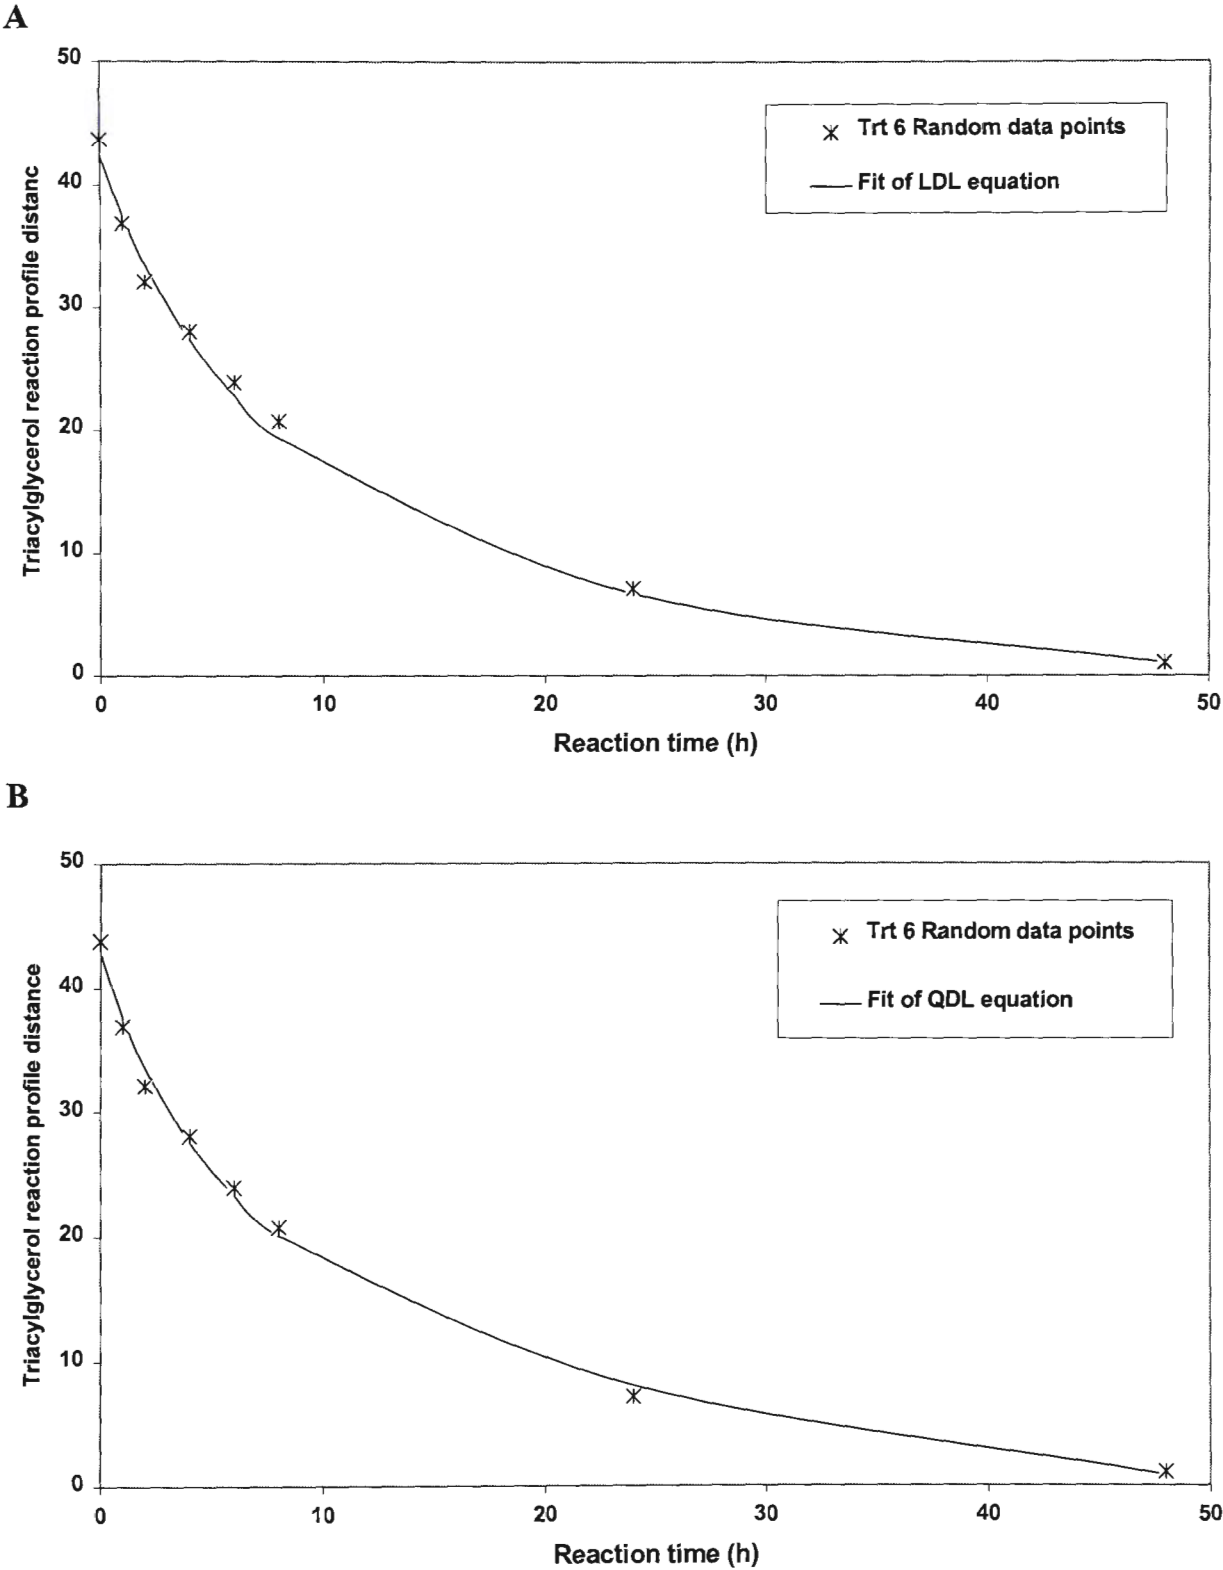 A
50
40
30
20
10
0
Triacylglycerol reaction profile distanc
Trt 6 Random data points
Fit of LDL equation
0 10 20 30 40 50
Reaction time (h)
B
50
40
30
20
10
0
Triacylglycerol reaction profile distance
Trt 6 Random data points
Fit of QDL equation
0 10 20 30 40 50
Reaction time (h)